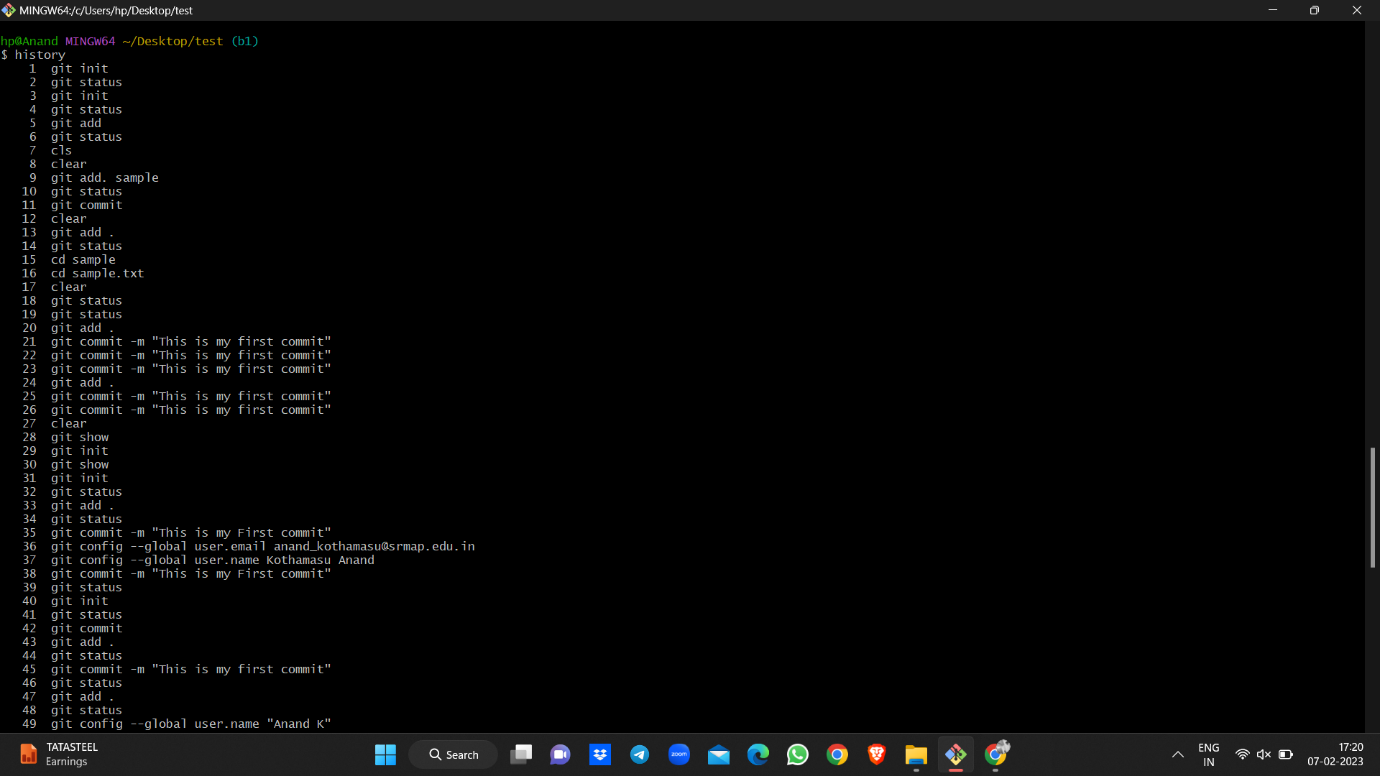 MINGW64:/c/Users/hp/Desktop/test
hp@Anand MINGW64 ~/Desktop/test (b1)
$ history
1 git init
2 git status
3 git init
4 git status
5 git add
6 git status
7 cls
8 clear
9 git add. sample
10 git status
11 git commit
12 clear
13 git add .
14 git status
15 cd sample
16 cd sample.txt
17 clear
18 git status
19 git status
20 git add .
21 git commit -m "This is my first commit"
22 git commit -m "This is my first commit"
23 git commit -m "This is my first commit"
24 git add .
25 git commit -m "This is my first commit"
26 git commit -m "This is my first commit"
27 clear
28 git show
29 git init
30 git show
31 git init
32 git status
33 git add .
34 git status
35 git commit -m "This is my First commit"
36 git config --global user.email anand_kothamasu@srmap.edu.in
37 git config --global user.name Kothamasu Anand
38 git commit -m "This is my First commit"
39 git status
40 git init
41 git status
42 git commit
43 git add .
44 git status
45 git commit -m "This is my first commit"
46 git status
47 git add .
48 git status
49 git config --global user.name "Anand K"
TATASTEEL
Earnings
Search
zoom
ENG
IN
17:20
07-02-2023